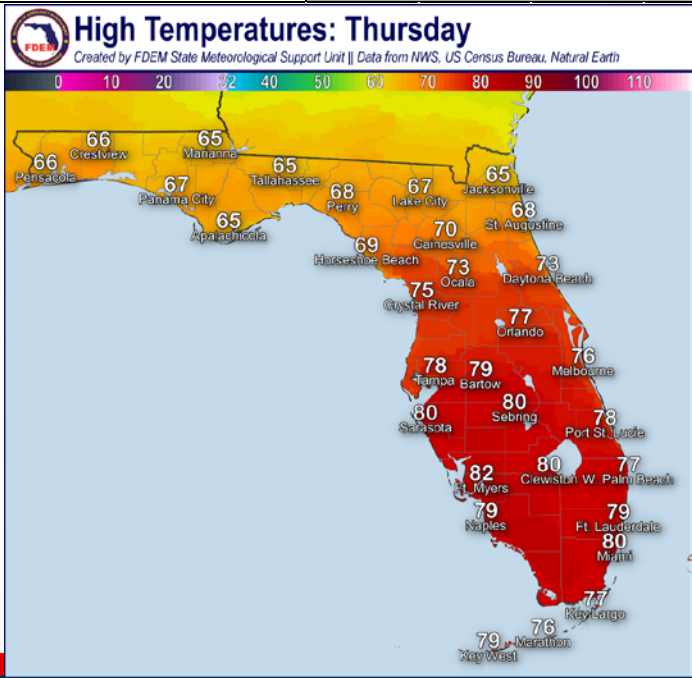 FDEM
High Temperatures: Thursday
Created by FDEM State Meteorological Support Unit || Data from NWS, US Census Bureau, Natural Earth
0 10 20 32 40 50 60 70 80 90 100 110
66
Crestview
65
Marianna
66
Pensacola
65
Tallahassee
65
Jacksonville
67
Panama City
68
Perry
67
Lake City
68
St. Augustine
65
Apalachicola
70
Gainesville
69
Horseshoe Beach
73
Ocala
73
Daytona Beach
75
Crystal River
77
Orlando
76
Melbourne
78
Tampa
79
Bartow
80
Sebring
80
Sarasota
78
Port St. Lucie
82
Ft. Myers
80
Clewiston
77
W. Palm Beach
79
Naples
79
Ft. Lauderdale
80
Miami
77
Key Largo
76
Marathon
79
Key West